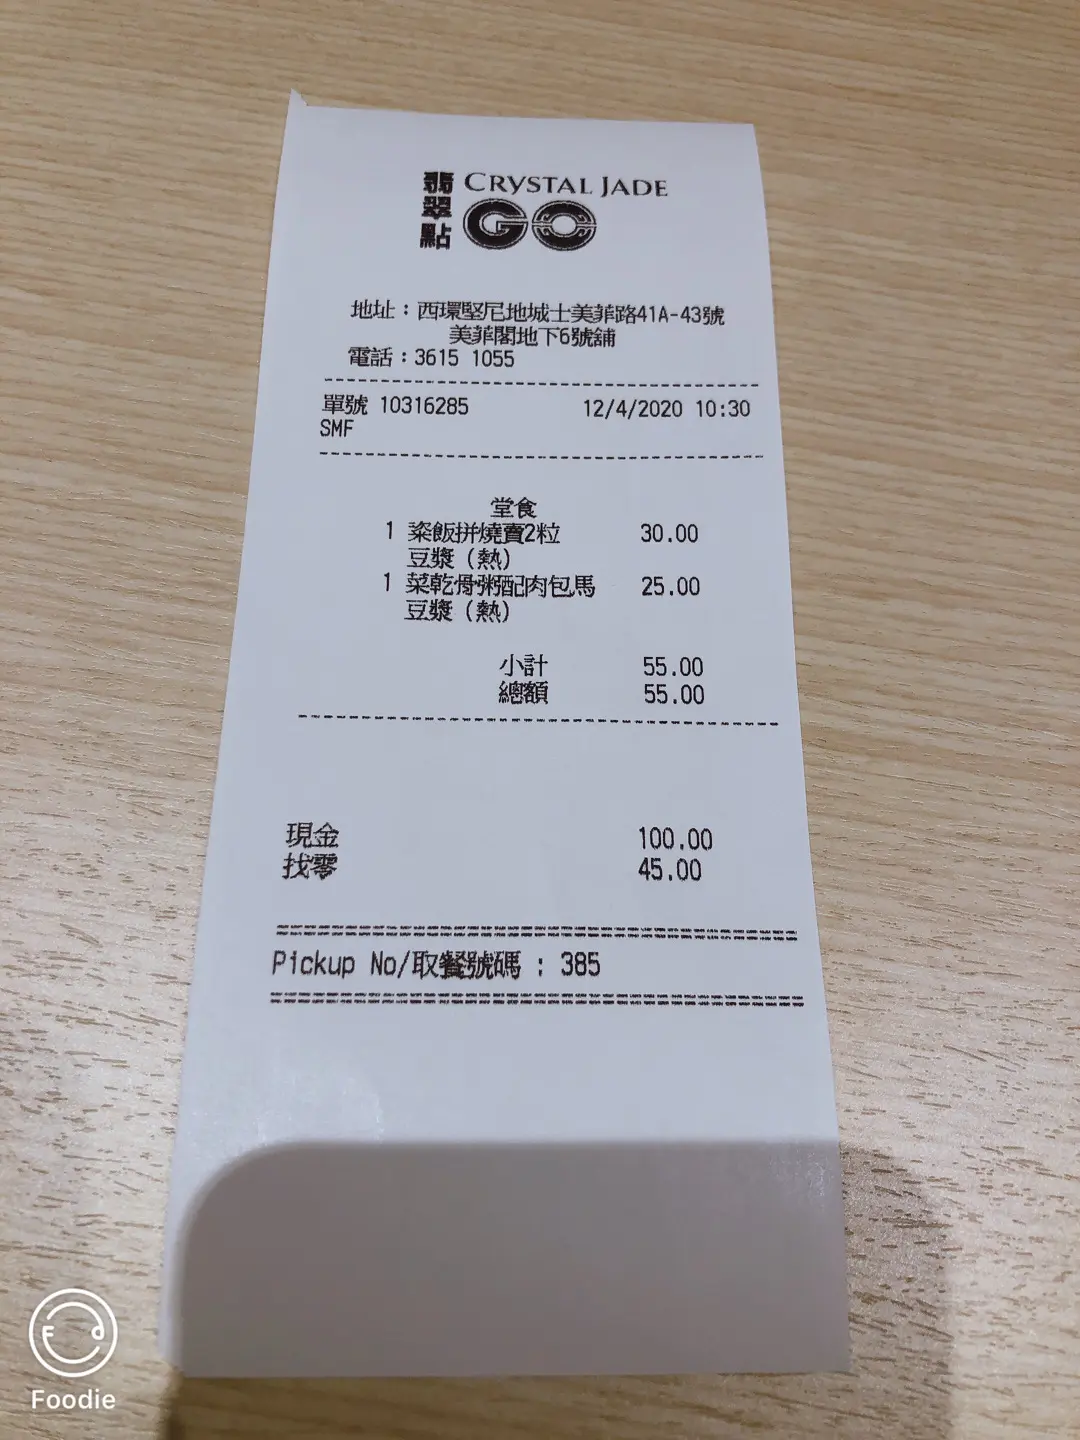 翡翠點 CRYSTAL JADE
GO
地址：西環堅尼地城士美菲路41A-43號
美菲閣地下6號舖
電話：3615 1055
單號 10316285 12/4/2020 10:30
SMF
堂食
1 粢飯拼燒賣2粒 30.00
豆漿（熱）
1 菜乾骨粥配肉包馬 25.00
豆漿（熱）
小計 55.00
總額 55.00
現金 100.00
找零 45.00
Pickup No/取餐號碼 : 385
Foodie